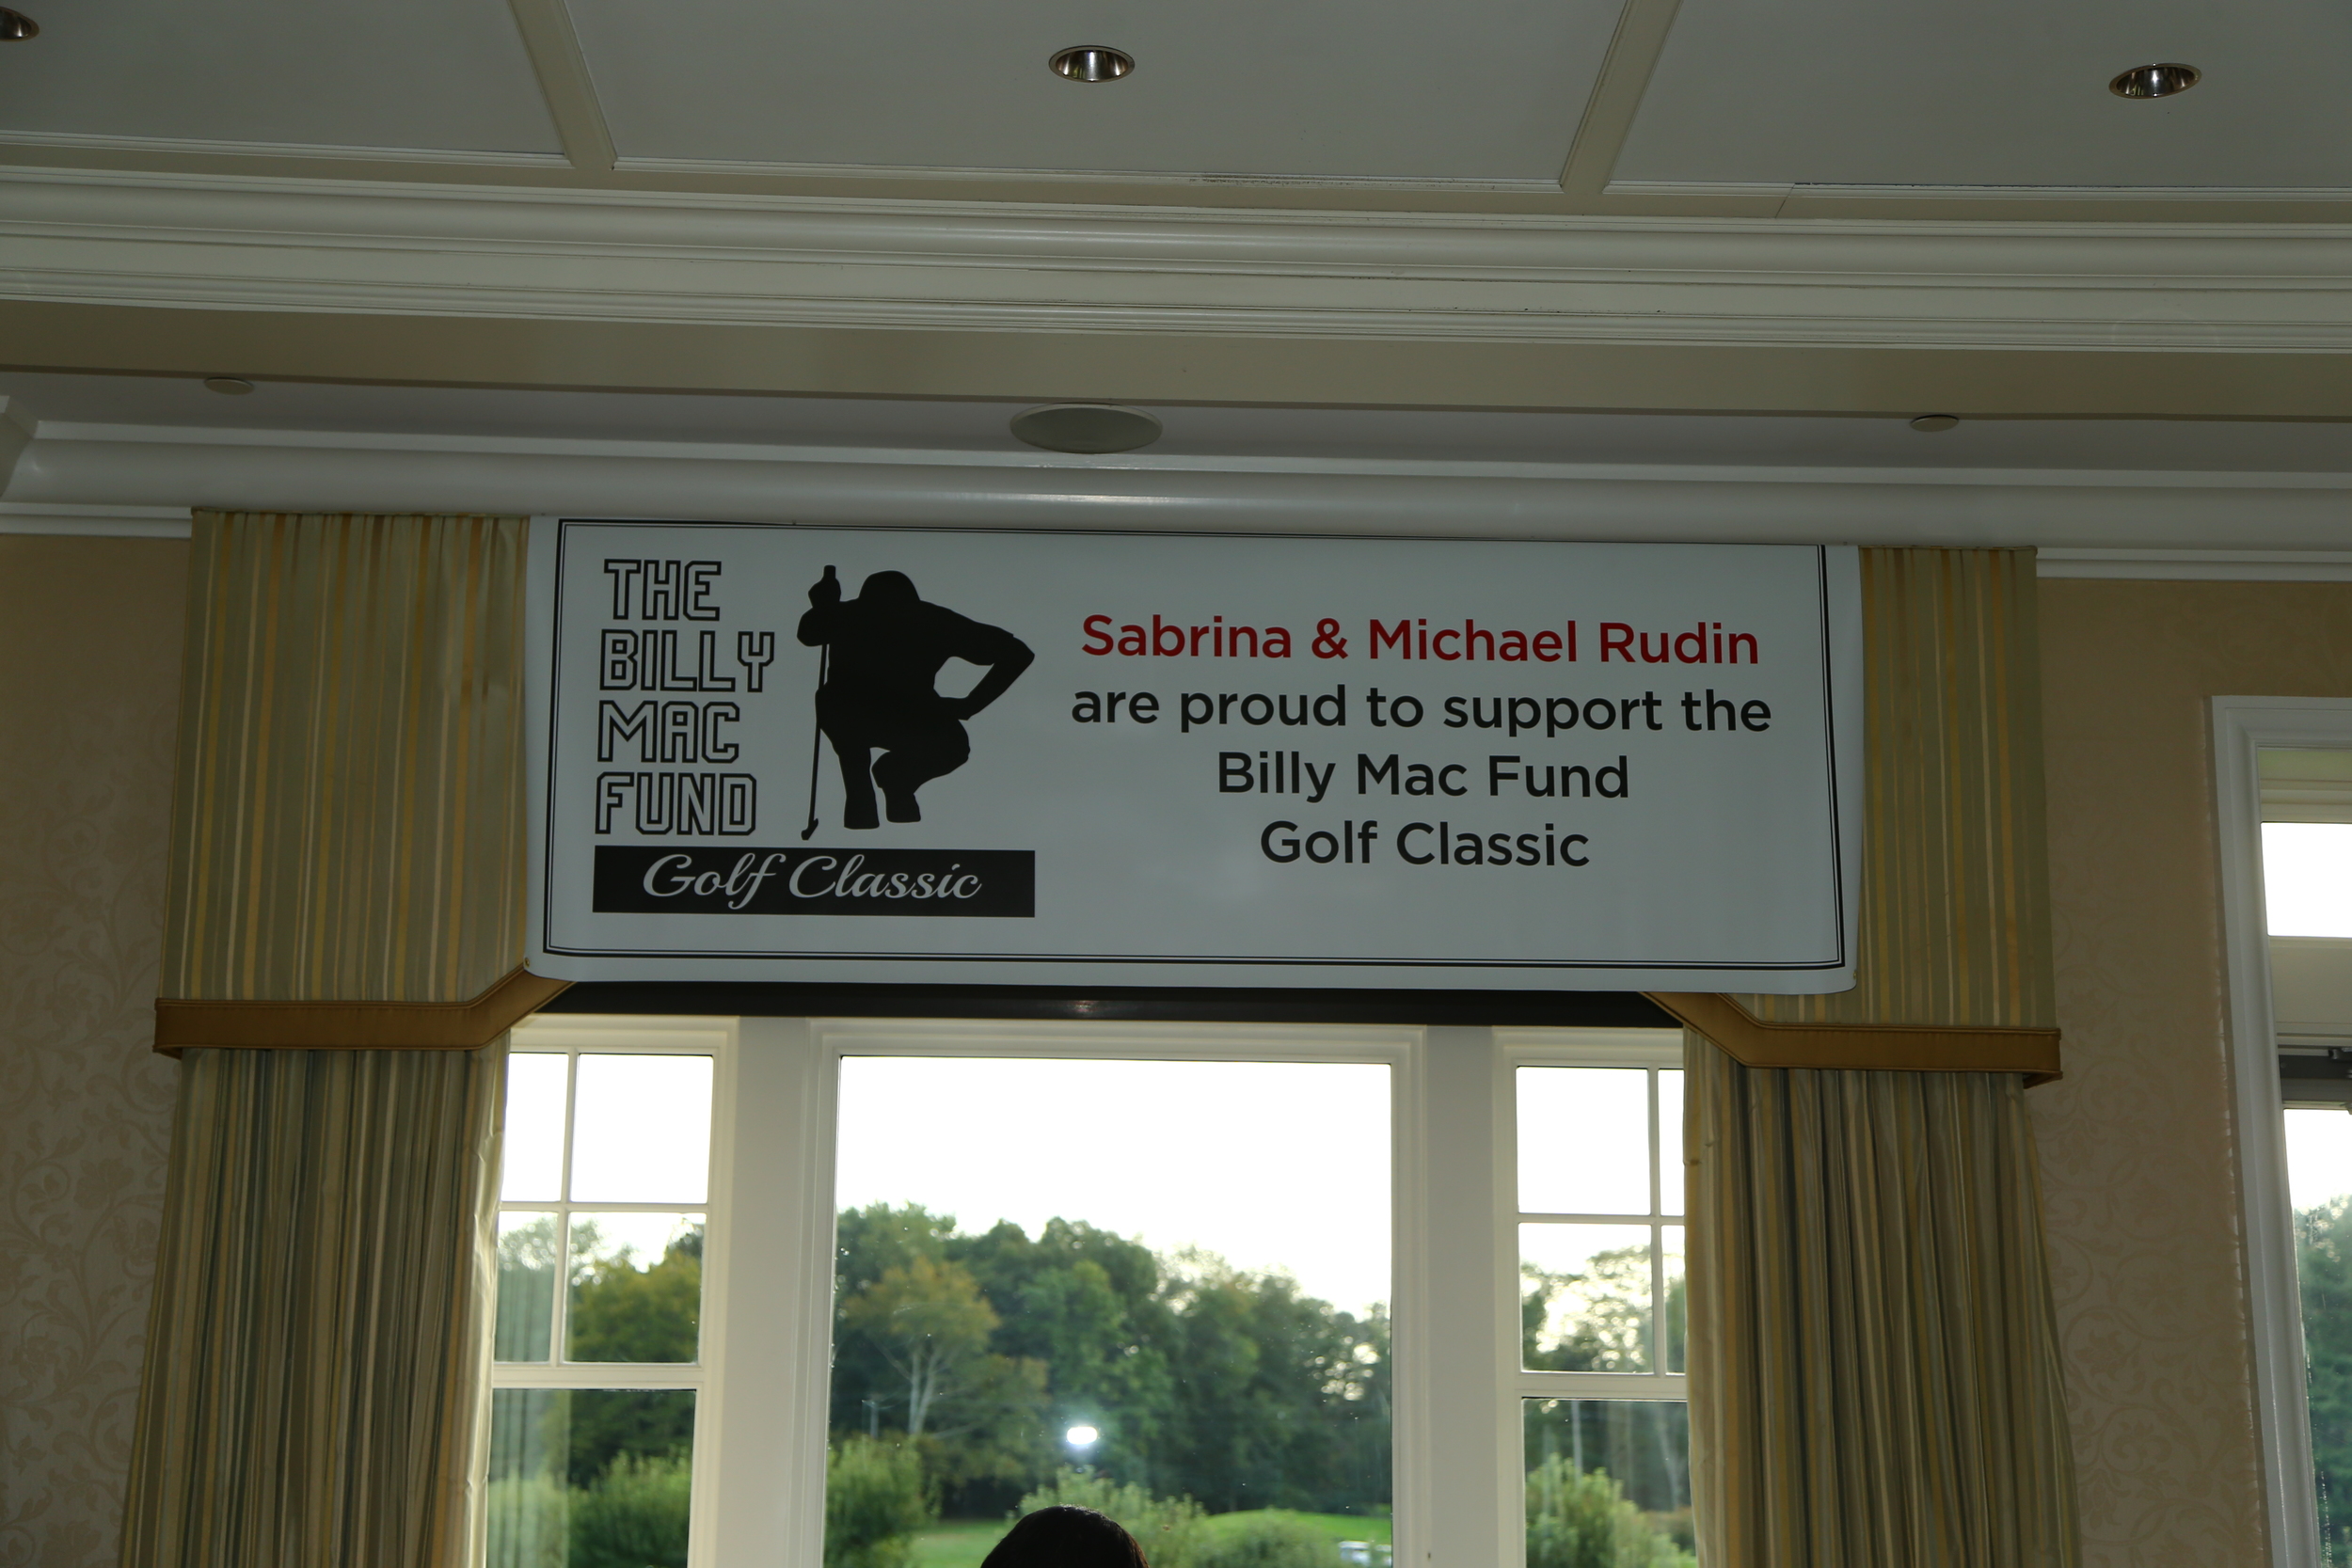 THE
BILLY
MAC
FUND
Golf Classic
Sabrina & Michael Rudin
are proud to support the
Billy Mac Fund
Golf Classic